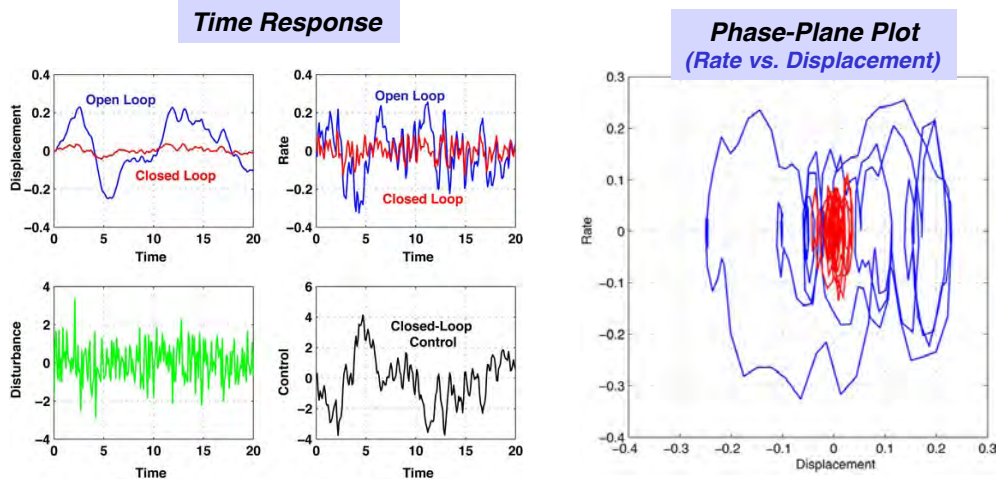 Time Response
Phase-Plane Plot
(Rate vs. Displacement)
Displacement
0.4
0.2
0
−0.2
−0.4
Open Loop
Closed Loop
0 5 10 15 20
Time
Rate
0.4
0.2
0
−0.2
−0.4
Open Loop
Closed Loop
0 5 10 15 20
Time
Disturbance
4
2
0
−2
−4
0 5 10 15 20
Time
Control
6
4
2
0
−2
−4
Closed-Loop
Control
0 5 10 15 20
Time
Rate
0.4
0.3
0.2
0.1
0
−0.1
−0.2
−0.3
−0.4
−0.4 −0.3 −0.2 −0.1 0 0.1 0.2 0.3
Displacement